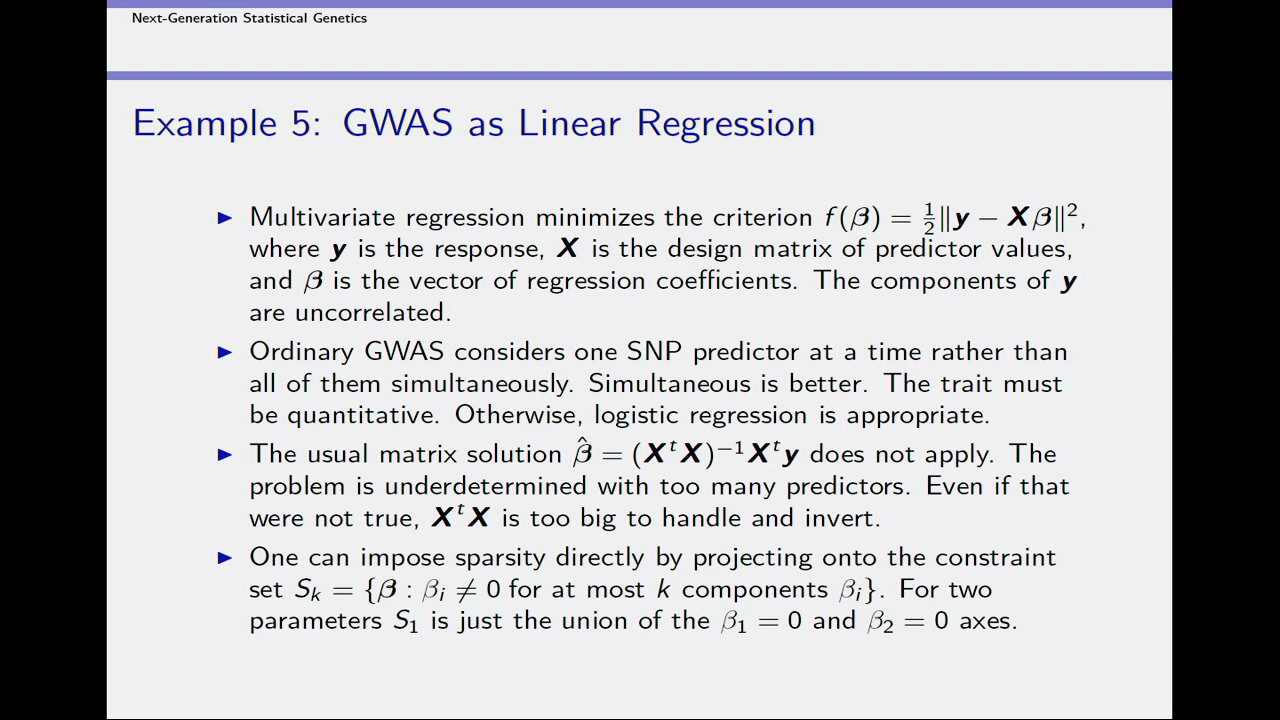 Next-Generation Statistical Genetics
Example 5: GWAS as Linear Regression
▶ Multivariate regression minimizes the criterion f(β) = ½‖y − Xβ‖²,
where y is the response, X is the design matrix of predictor values,
and β is the vector of regression coefficients. The components of y
are uncorrelated.
▶ Ordinary GWAS considers one SNP predictor at a time rather than
all of them simultaneously. Simultaneous is better. The trait must
be quantitative. Otherwise, logistic regression is appropriate.
▶ The usual matrix solution β̂ = (XᵗX)⁻¹Xᵗy does not apply. The
problem is underdetermined with too many predictors. Even if that
were not true, XᵗX is too big to handle and invert.
▶ One can impose sparsity directly by projecting onto the constraint
set Sₖ = {β : βᵢ ≠ 0 for at most k components βᵢ}. For two
parameters S₁ is just the union of the β₁ = 0 and β₂ = 0 axes.